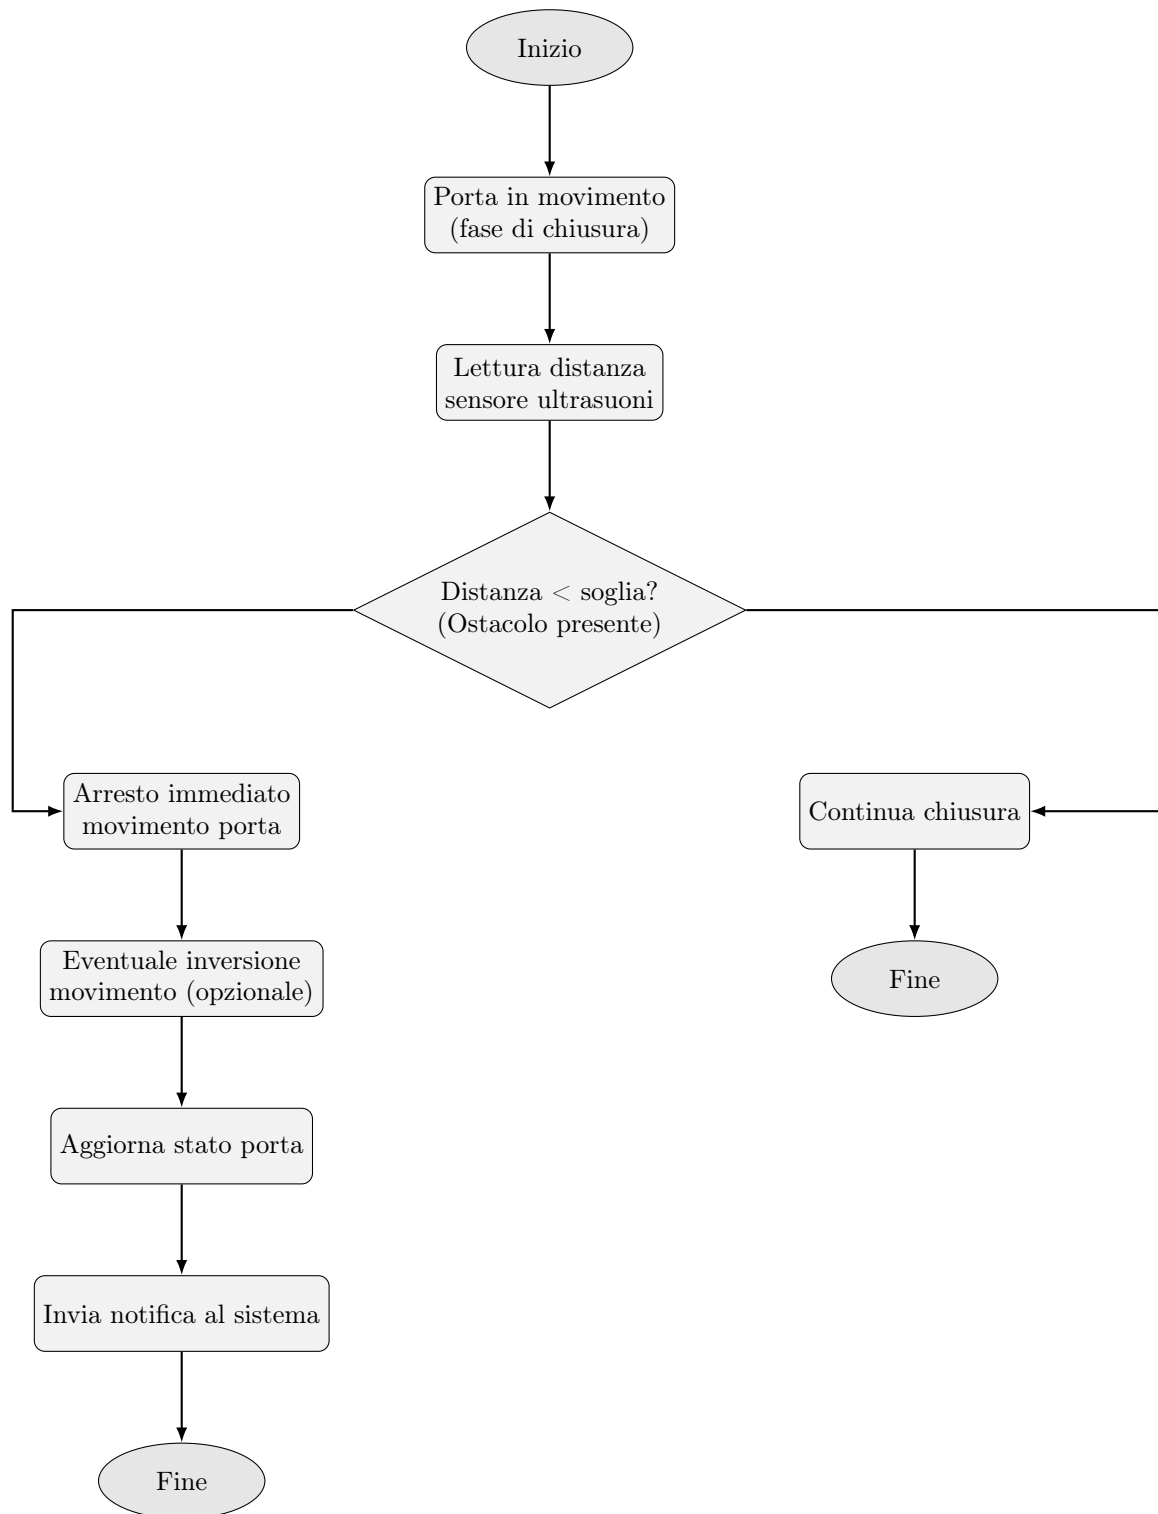 Inizio
Porta in movimento
(fase di chiusura)
Lettura distanza
sensore ultrasuoni
Distanza < soglia?
(Ostacolo presente)
Arresto immediato
movimento porta
Continua chiusura
Eventuale inversione
movimento (opzionale)
Fine
Aggiorna stato porta
Invia notifica al sistema
Fine